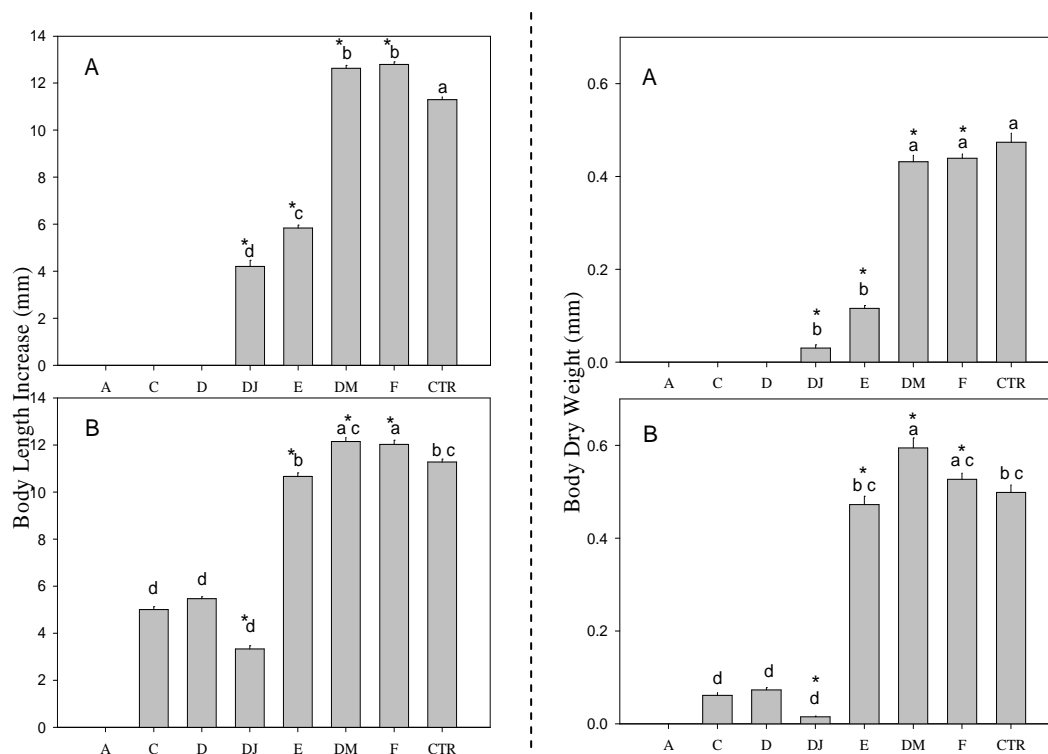 Body Length Increase (mm)
A
14
12
10
8
6
4
2
0
*d
*c
*b
*b
a
A C D DJ E DM F CTR
B
14
12
10
8
6
4
2
0
d
d
*d
*b
a*c
*a
b c
A C D DJ E DM F CTR
Body Dry Weight (mm)
A
0.6
0.4
0.2
0.0
*
b
*
b
*
a
*
a
a
A C D DJ E DM F CTR
B
0.6
0.4
0.2
0.0
d
d
*
d
*
b c
*
a
*
a c
b c
A C D DJ E DM F CTR